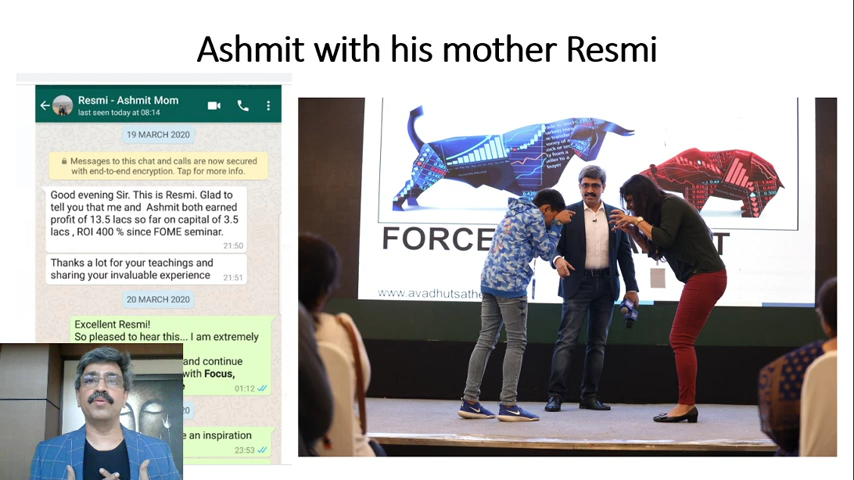 Ashmit with his mother Resmi
Resmi - Ashmit Mom
last seen today at 08:14
19 MARCH 2020
Messages to this chat and calls are now secured
with end-to-end encryption. Tap for more info.
Good evening Sir. This is Resmi. Glad to
tell you that me and Ashmit both earned
profit of 13.5 lacs so far on capital of 3.5
lacs , ROI 400 % since FOME seminar.
21:50
Thanks a lot for your teachings and
sharing your invaluable experience
21:51
20 MARCH 2020
Excellent Resmi!
So pleased to hear this... I am extremely
and continue
with Focus,
01:12
20
an inspiration
23:53
FORCE
www.avadhutsathe